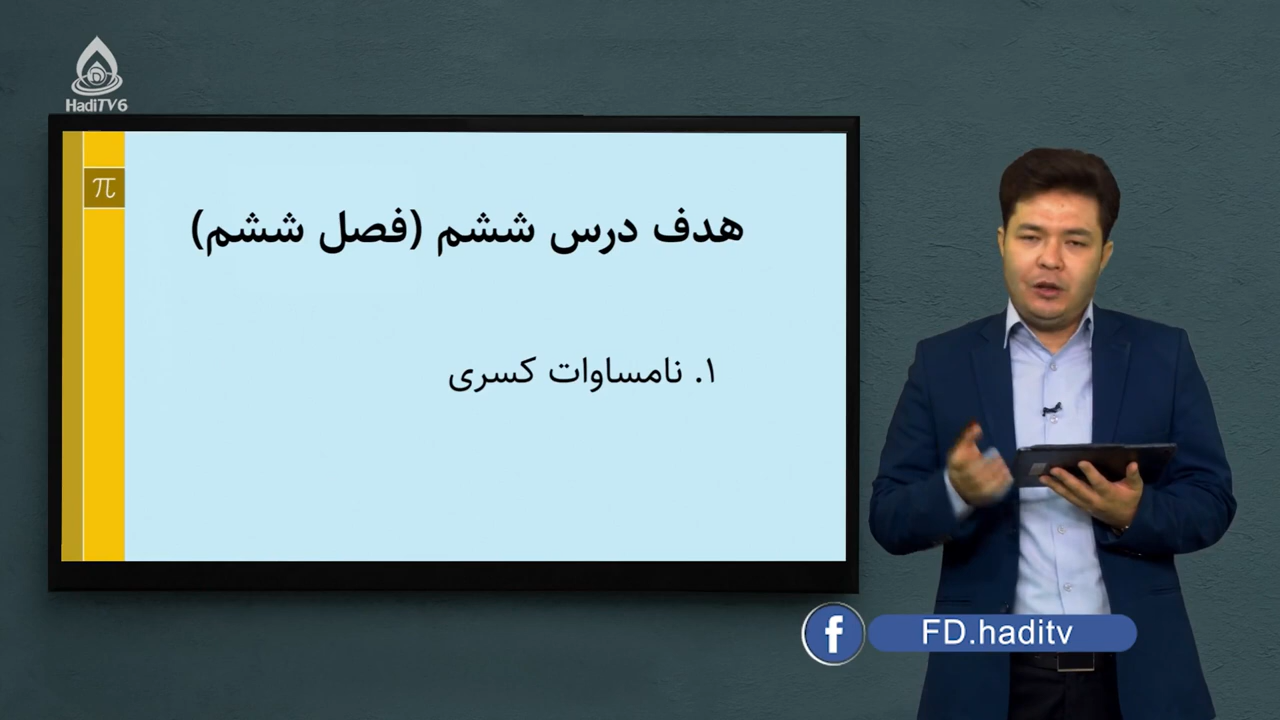 HadiTV6
π
هدف درس ششم (فصل ششم)
۱. نامساوات کسری
f FD.haditv